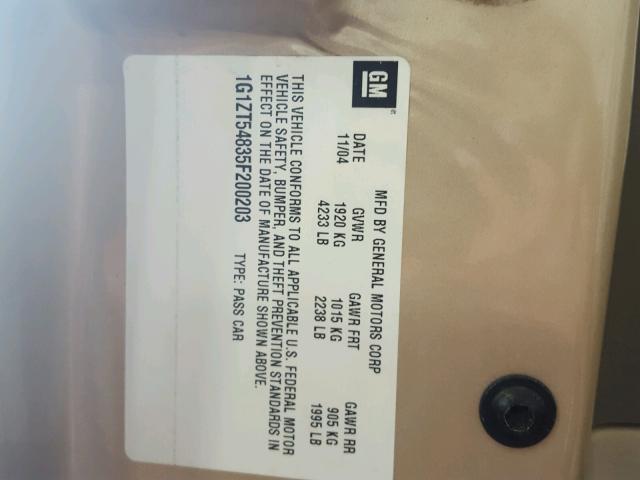 GM
MFD BY GENERAL MOTORS CORP
DATE GVWR GAWR FRT GAWR RR
11/04 1920 KG 1015 KG 905 KG
4233 LB 2238 LB 1995 LB
THIS VEHICLE CONFORMS TO ALL APPLICABLE U.S. FEDERAL MOTOR
VEHICLE SAFETY, BUMPER, AND THEFT PREVENTION STANDARDS IN
EFFECT ON THE DATE OF MANUFACTURE SHOWN ABOVE.
1G1ZT54835F200203 TYPE: PASS CAR